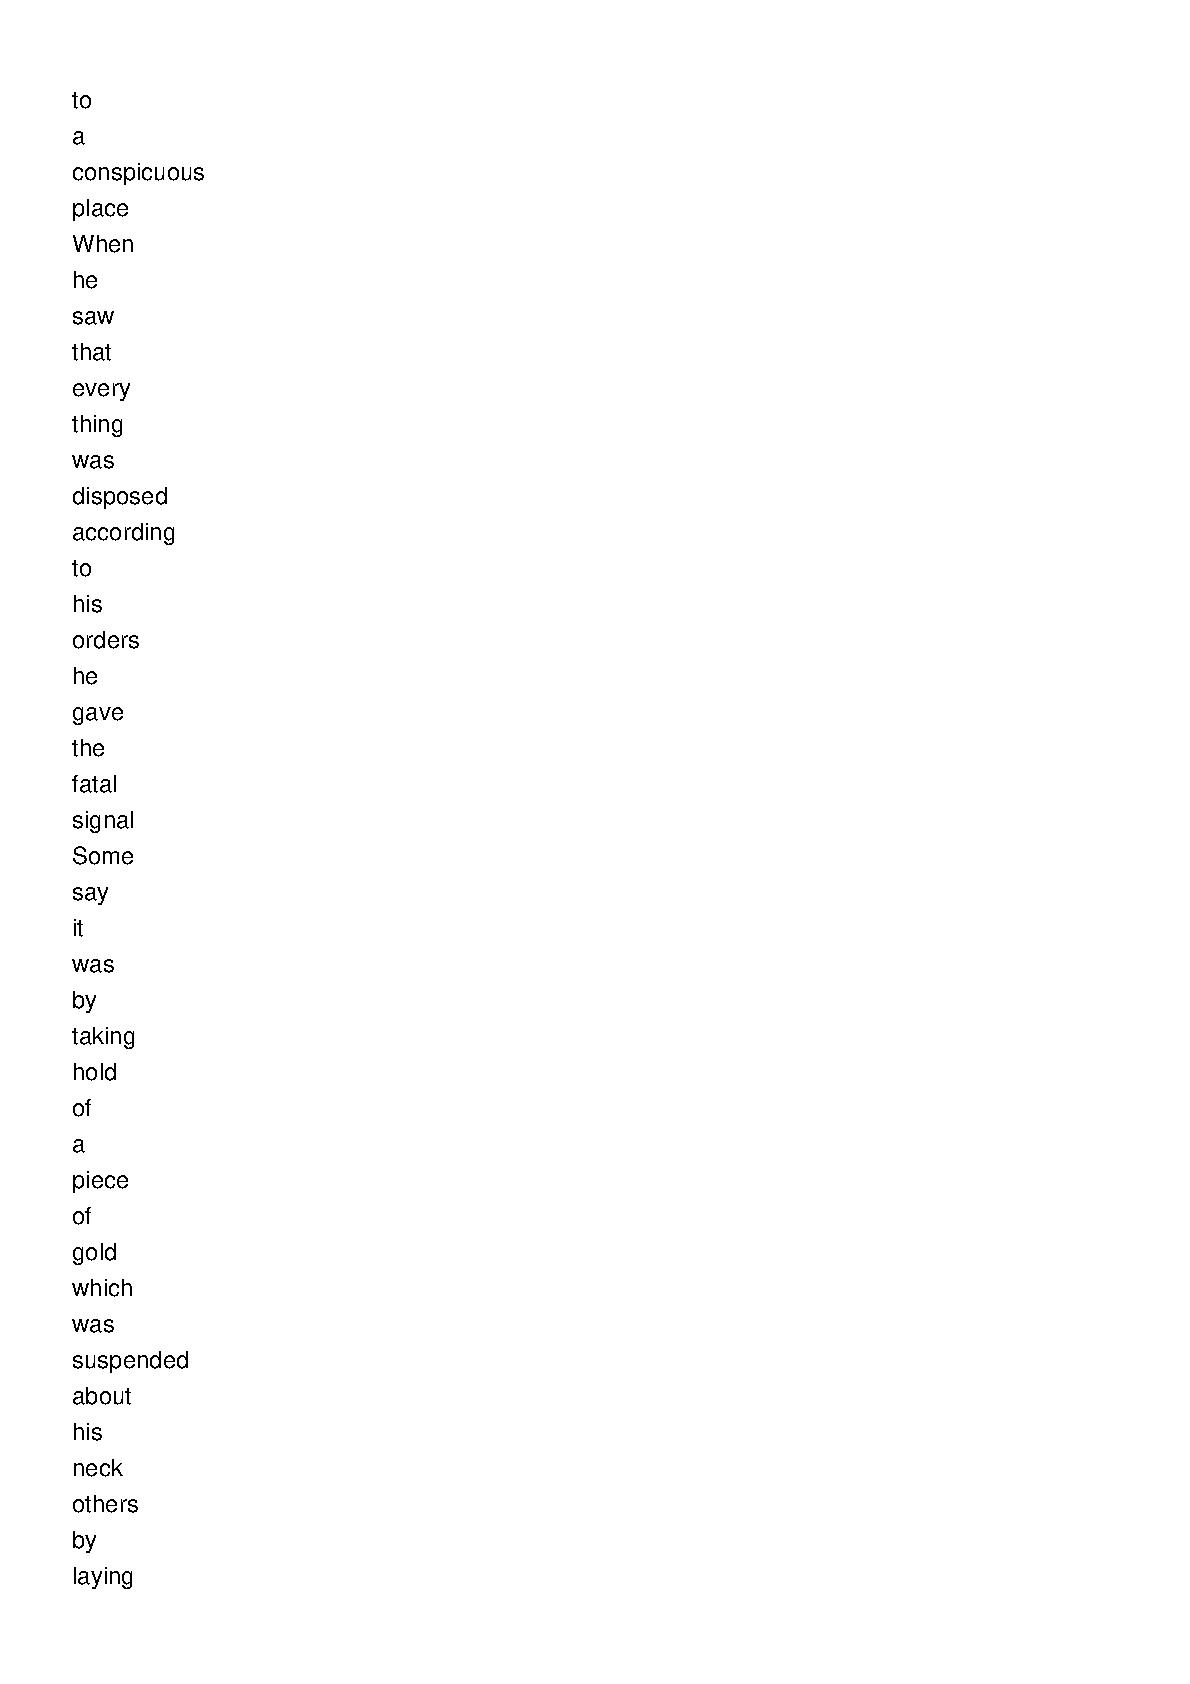 to
a
conspicuous
place
When
he
saw
that
every
thing
was
disposed
according
to
his
orders
he
gave
the
fatal
signal
Some
say
it
was
by
taking
hold
of
a
piece
of
gold
which
was
suspended
about
his
neck
others
by
laying